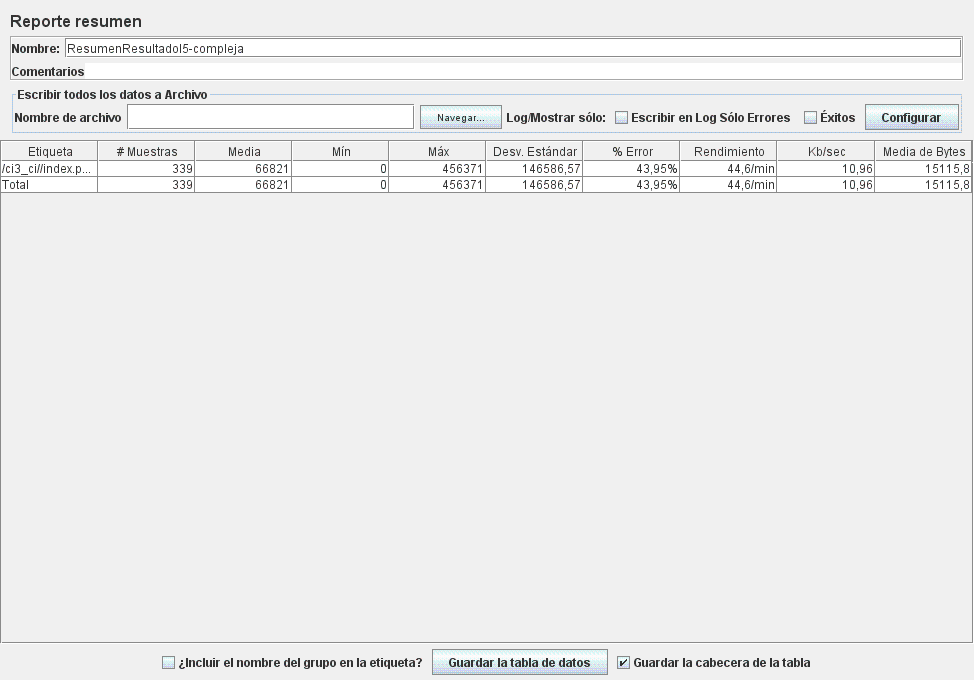 Reporte resumen
Nombre: ResumenResultadoI5-compleja
Comentarios
Escribir todos los datos a Archivo
Nombre de archivo Navegar... Log/Mostrar sólo: Escribir en Log Sólo Errores Éxitos Configurar
Etiqueta # Muestras Media Mín Máx Desv. Estándar % Error Rendimiento Kb/sec Media de Bytes
/ci3_ci//index.p... 339 66821 0 456371 146586,57 43,95% 44,6/min 10,96 15115,8
Total 339 66821 0 456371 146586,57 43,95% 44,6/min 10,96 15115,8
¿Incluir el nombre del grupo en la etiqueta? Guardar la tabla de datos Guardar la cabecera de la tabla